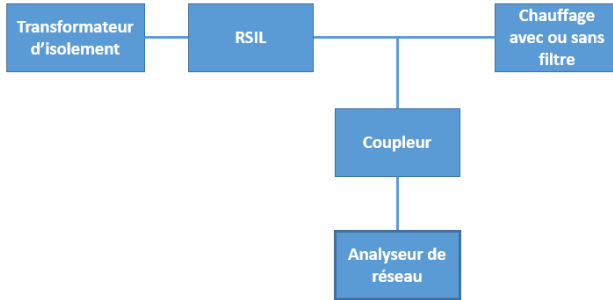 Transformateur
d'isolement
RSIL
Chauffage
avec ou sans
filtre
Coupleur
Analyseur de
réseau